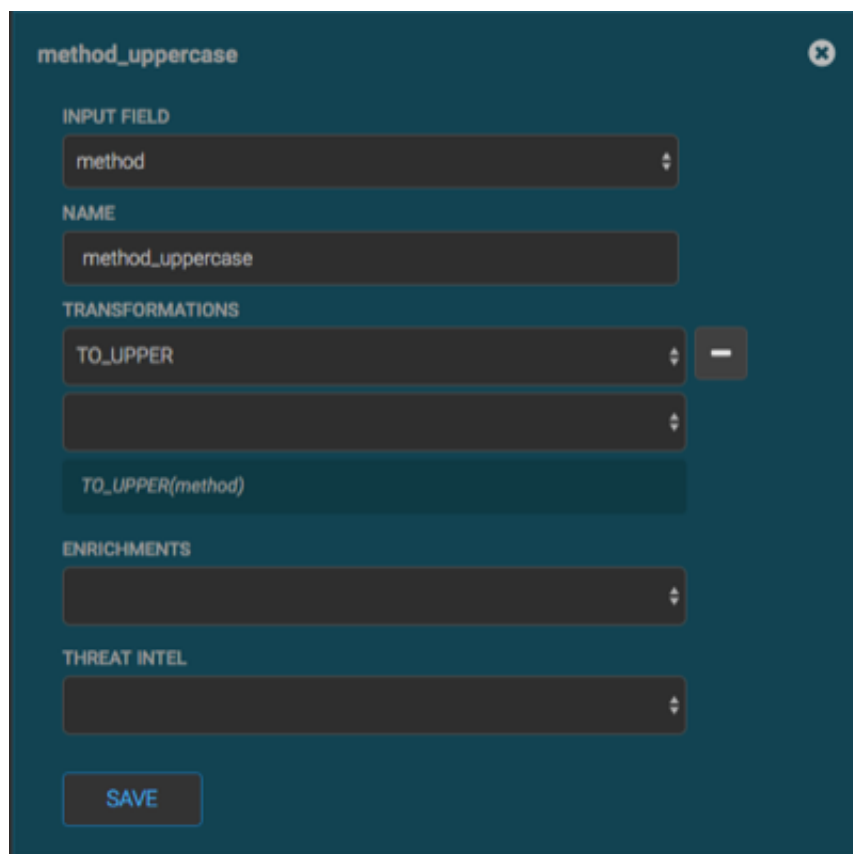 method_uppercase
INPUT FIELD
method
NAME
method_uppercase
TRANSFORMATIONS
TO_UPPER
TO_UPPER(method)
ENRICHMENTS
THREAT INTEL
SAVE